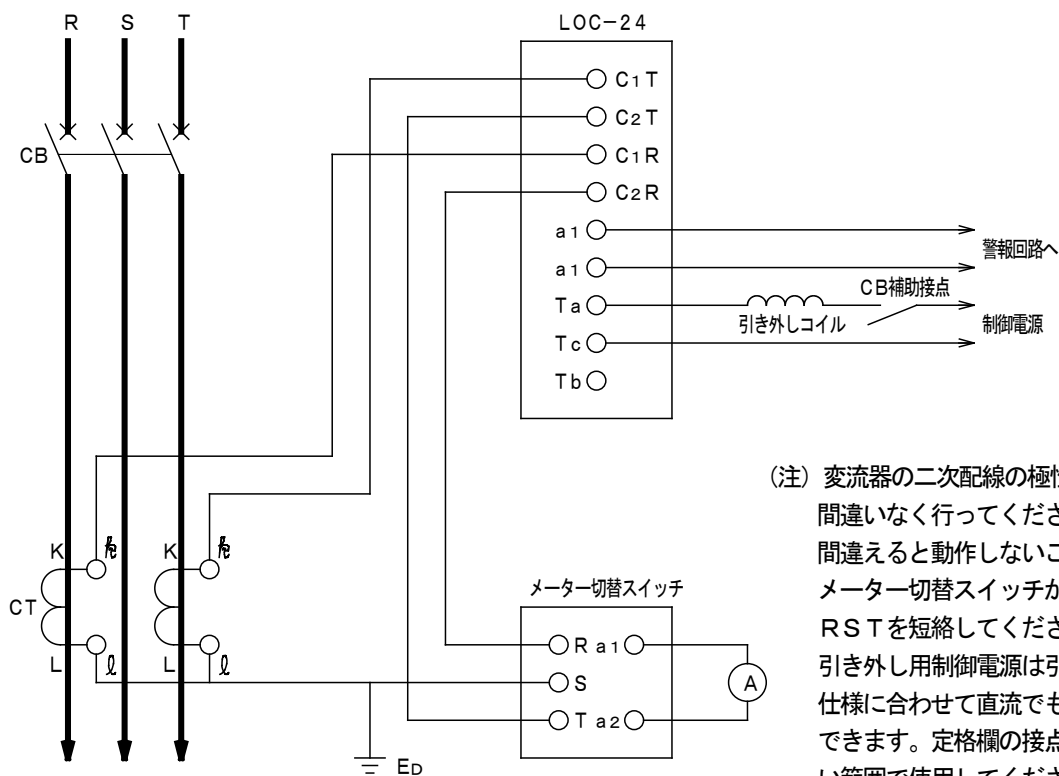 R S T
LOC-24
C1T
C2T
C1R
C2R
a1
a1
Ta
Tc
Tb
CB
警報回路へ
CB補助接点
引き外しコイル
制御電源
K k K k
CT
L l L l
メーター切替スイッチ
R a1
S
T a2
A
ED
(注) 変流器の二次配線の極性
間違いなく行ってくださ
間違えると動作しないこ
メーター切替スイッチが
RSTを短絡してくださ
引き外し用制御電源は引
仕様に合わせて直流でも
できます。定格欄の接点
い範囲で使用してくださ